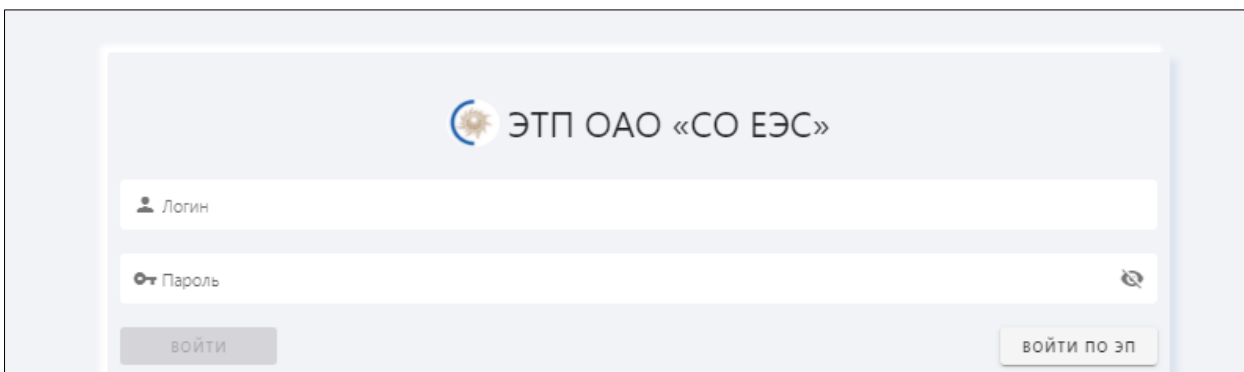 ЭТП ОАО «СО ЕЭС»
Логин
Пароль
ВОЙТИ
ВОЙТИ ПО ЭП